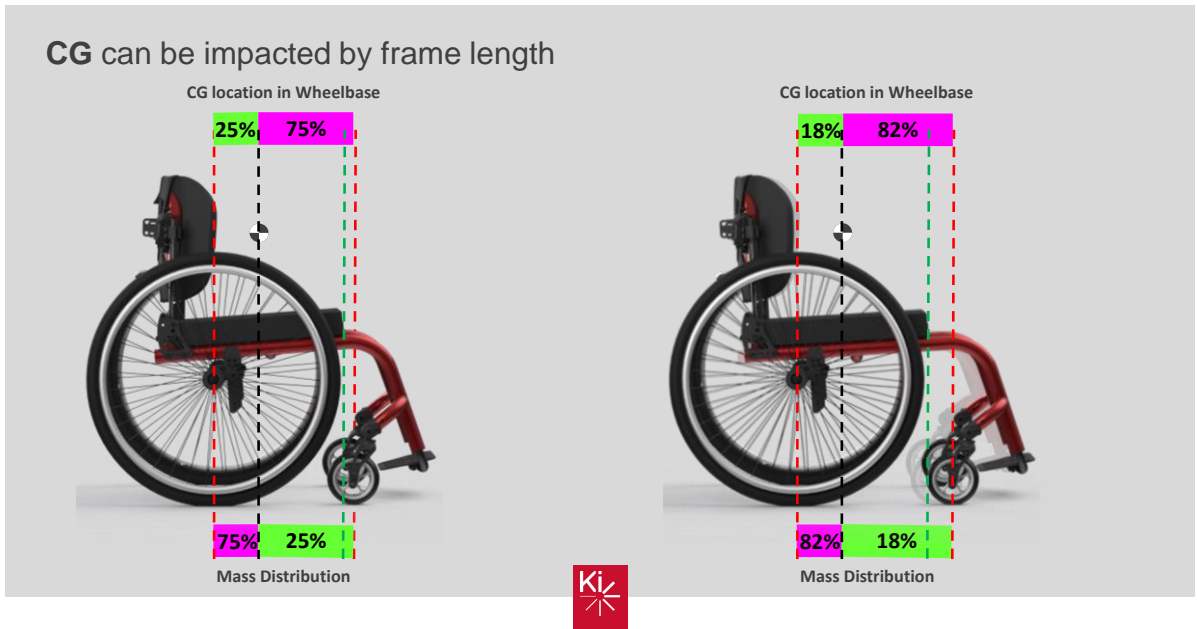 CG can be impacted by frame length
CG location in Wheelbase
25% 75%
75% 25%
Mass Distribution
CG location in Wheelbase
18% 82%
82% 18%
Mass Distribution
Ki